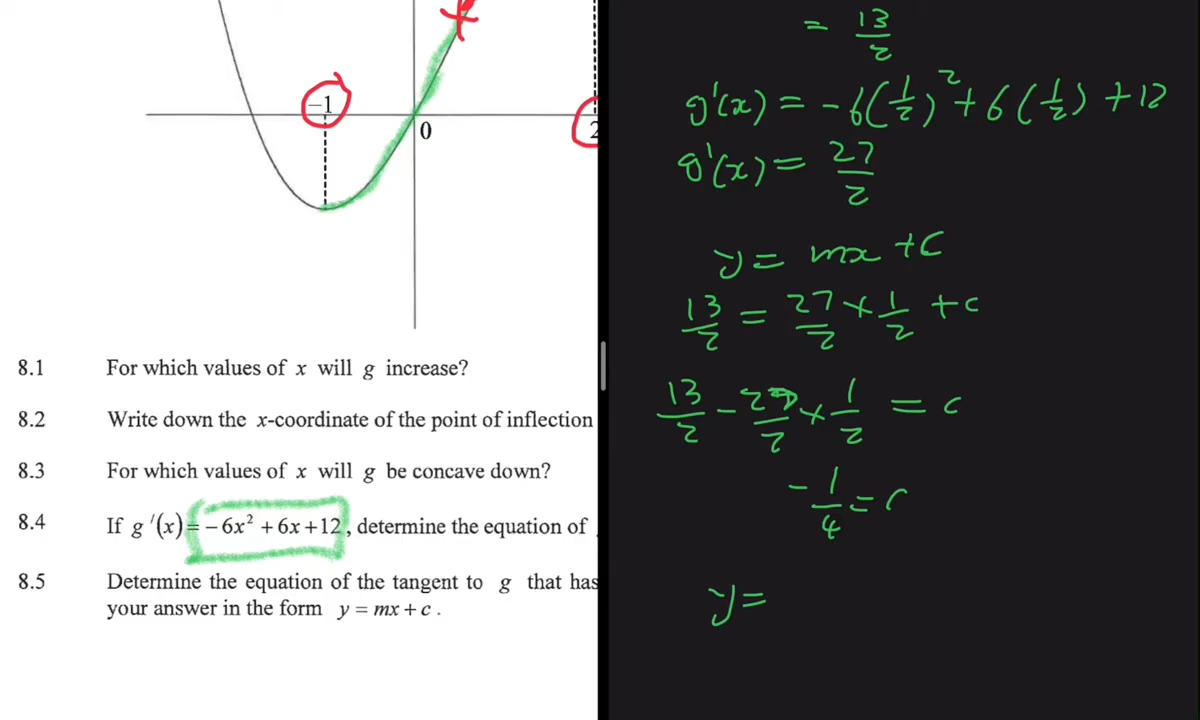 -1
0
2
8.1 For which values of x will g increase?
8.2 Write down the x-coordinate of the point of inflection
8.3 For which values of x will g be concave down?
8.4 If g '(x) = -6x² + 6x + 12, determine the equation of
8.5 Determine the equation of the tangent to g that has
your answer in the form y = mx + c .
= 13/2
g'(x) = -6(1/2)² + 6(1/2) + 12
g'(x) = 27/2
y = mx + c
13/2 = 27/2 × 1/2 + c
13/2 - 27/2 × 1/2 = c
-1/4 = c
y =